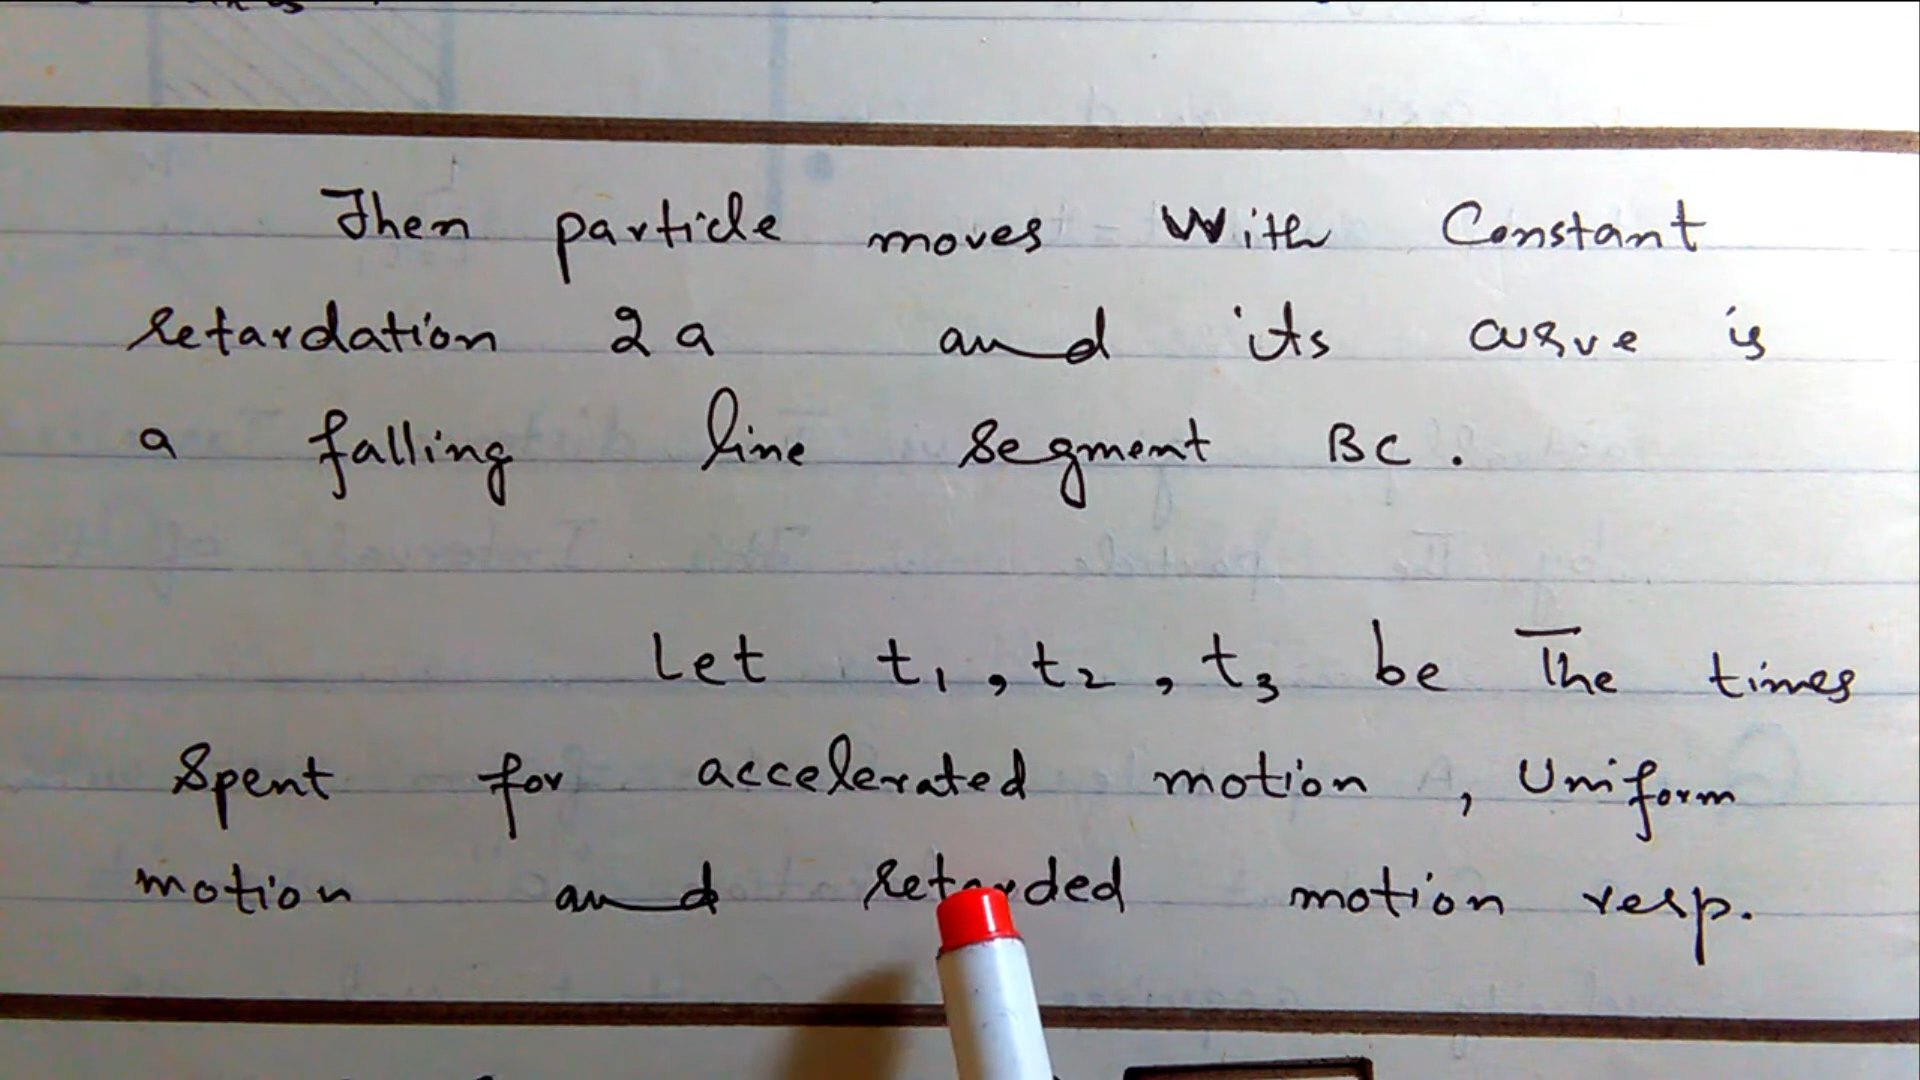 Then particle moves With Constant
retardation 2a and its curve is
a falling line segment BC.
Let t1, t2, t3 be The times
spent for accelerated motion, Uniform
motion and retarded motion resp.